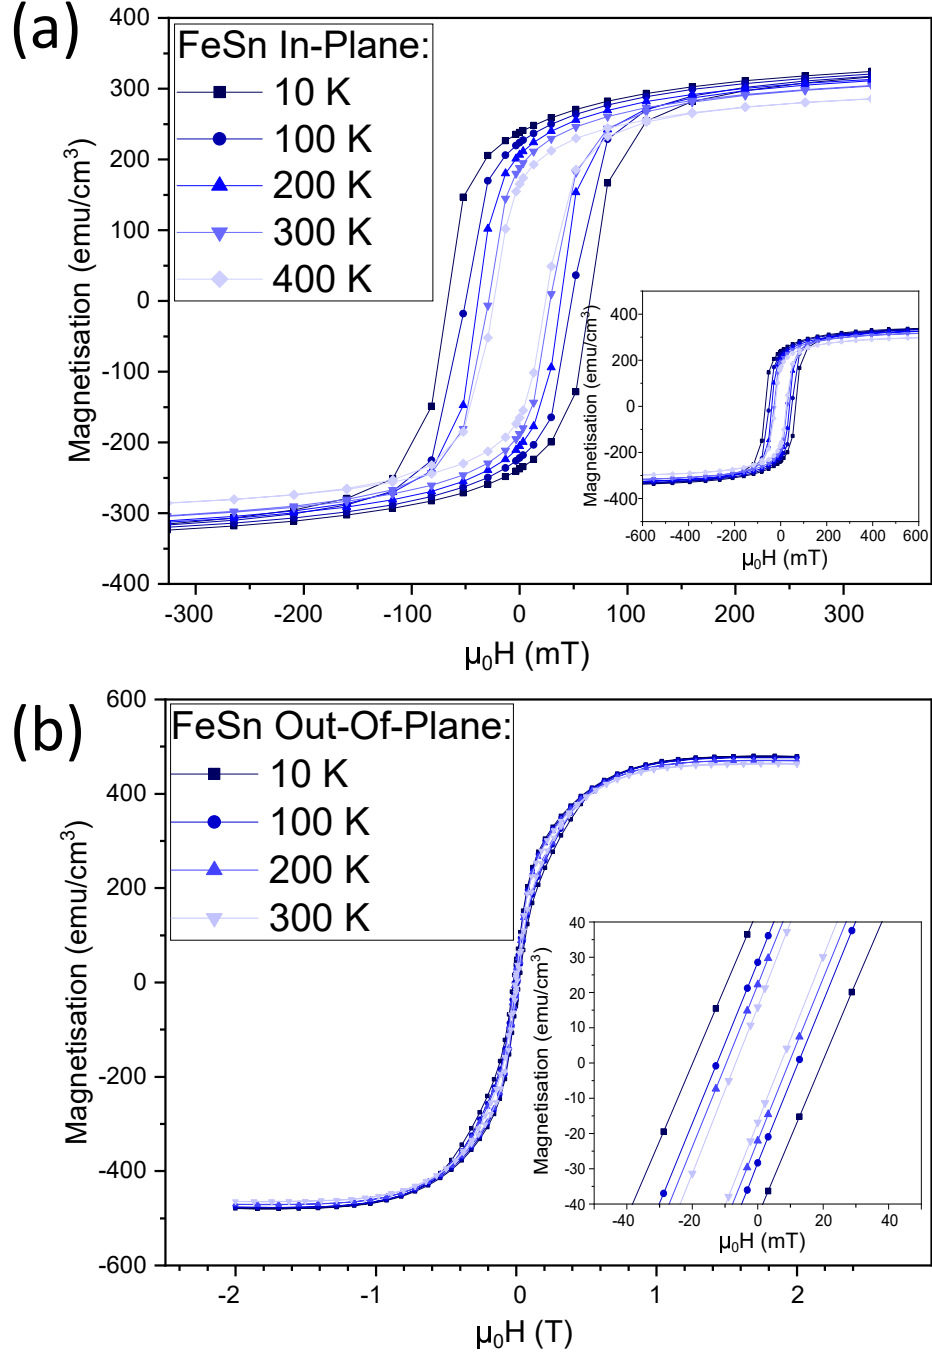 (a)
FeSn In-Plane:
10 K
100 K
200 K
300 K
400 K
Magnetisation (emu/cm³)
400
300
200
100
0
-100
-200
-300
-400
-300
-200
-100
0
100
200
300
µ₀H (mT)
Magnetisation (emu/cm³)
400
200
0
-200
-400
-600
-400
-200
0
200
400
600
µ₀H (mT)
(b)
FeSn Out-Of-Plane:
10 K
100 K
200 K
300 K
Magnetisation (emu/cm³)
600
400
200
0
-200
-400
-600
-2
-1
0
1
2
µ₀H (T)
Magnetisation (emu/cm³)
40
30
20
10
0
-10
-20
-30
-40
-40
-20
0
20
40
µ₀H (mT)